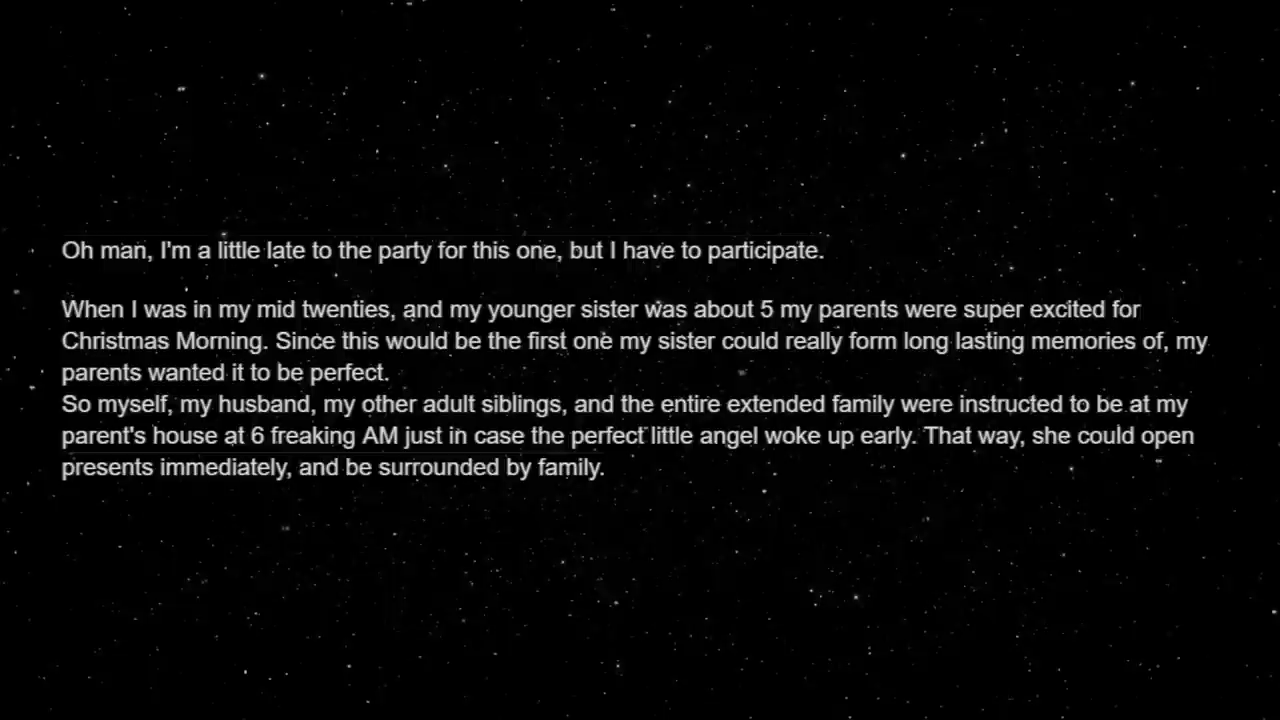 Oh man, I'm a little late to the party for this one, but I have to participate.
When I was in my mid twenties, and my younger sister was about 5 my parents were super excited for
Christmas Morning. Since this would be the first one my sister could really form long lasting memories of, my
parents wanted it to be perfect.
So myself, my husband, my other adult siblings, and the entire extended family were instructed to be at my
parent's house at 6 freaking AM just in case the perfect little angel woke up early. That way, she could open
presents immediately, and be surrounded by family.